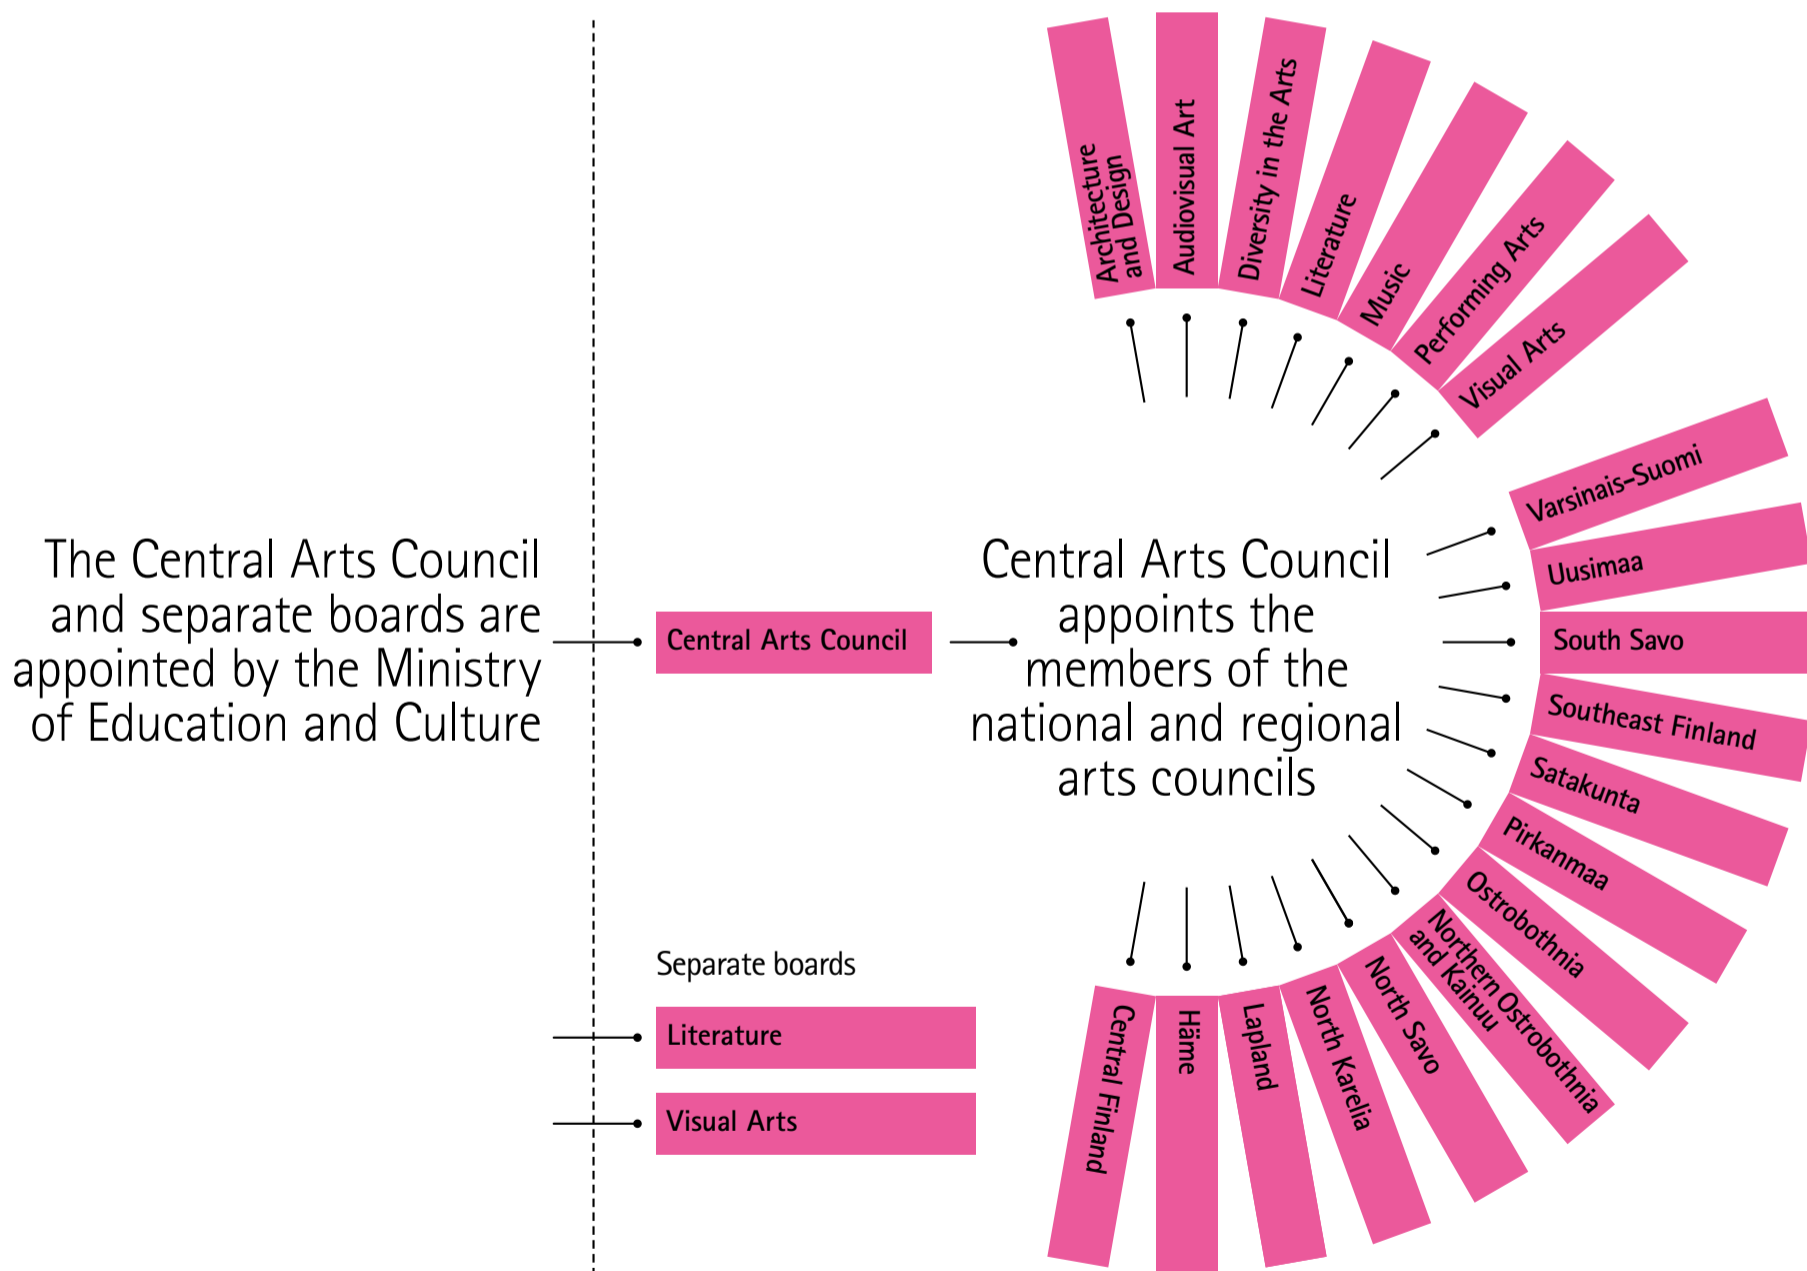 The Central Arts Council
and separate boards are
appointed by the Ministry
of Education and Culture
Central Arts Council
Separate boards
Literature
Visual Arts
Central Arts Council
appoints the
members of the
national and regional
arts councils
Architecture
and Design
Audiovisual Art
Diversity in the Arts
Literature
Music
Performing Arts
Visual Arts
Varsinais-Suomi
Uusimaa
South Savo
Southeast Finland
Satakunta
Pirkanmaa
Ostrobothnia
Northern Ostrobothnia
and Kainuu
North Savo
North Karelia
Lapland
Häme
Central Finland